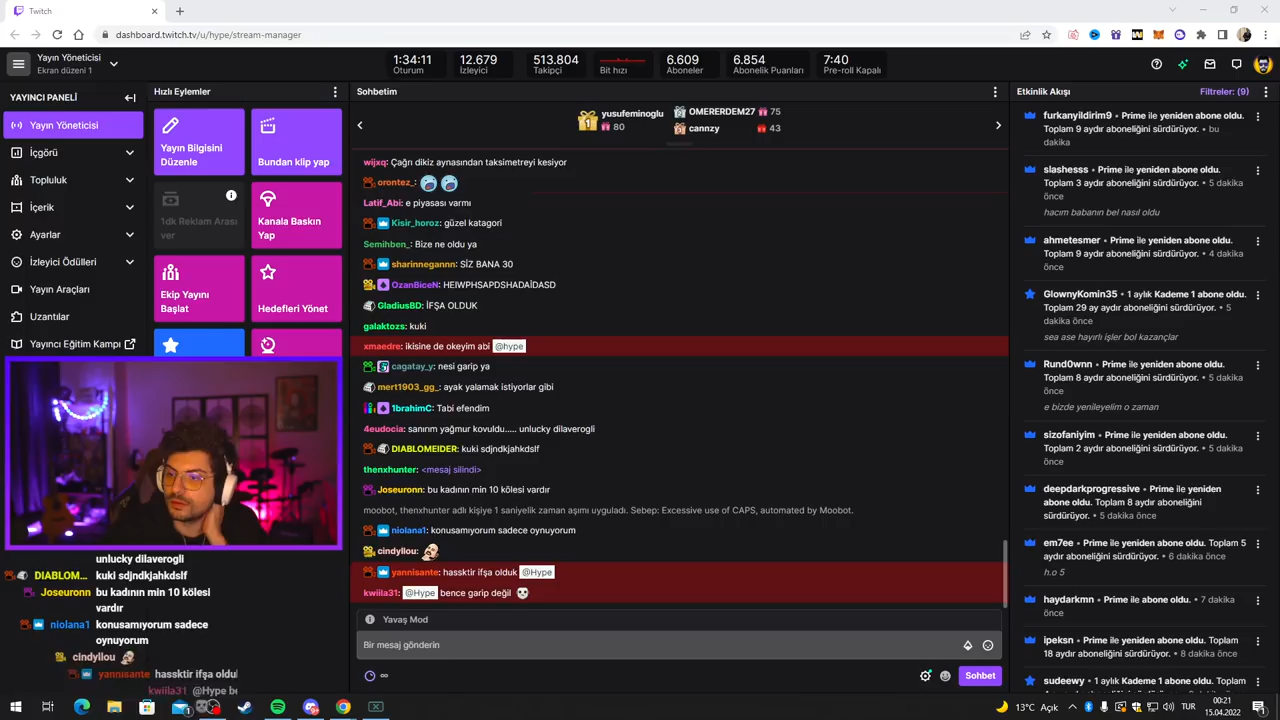 Twitch
dashboard.twitch.tv/u/hype/stream-manager
Yayın Yöneticisi
Ekran düzeni 1
1:34:11
Oturum
12.679
İzleyici
513.804
Takipçi
Bit hızı
6.609
Aboneler
6.854
Abonelik Puanları
7:40
Pre-roll Kapalı
YAYINCI PANELİ
Yayın Yöneticisi
İçgörü
Topluluk
İçerik
Ayarlar
İzleyici Ödülleri
Yayın Araçları
Uzantılar
Yayıncı Eğitim Kampı
Hızlı Eylemler
Yayın Bilgisini
Düzenle
Bundan klip yap
1dk Reklam Arası
ver
Kanala Baskın
Yap
Ekip Yayını
Başlat
Hedefleri Yönet
Sohbetim
1 yusufeminoglu
80
OMERERDEM27 75
cannzy 43
wijxq: Çağrı dikiz aynasından taksimetreyi kesiyor
orontez_:
Latif_Abi: e piyasası varmı
Kisir_horoz: güzel katagori
Semihben_: Bize ne oldu ya
sharinnegannn: SİZ BANA 30
OzanBiceN: HEIWPHSAPDSHADAİDASD
GladiusBD: İFŞA OLDUK
galaktozs: kuki
xmaedre: ikisine de okeyim abi @hype
cagatay_y: nesi garip ya
mert1903_gg_: ayak yalamak istiyorlar gibi
1brahimC: Tabi efendim
4eudocia: sanırım yağmur kovuldu..... unlucky dilaverogli
DIABLOMEIDER: kuki sdjndkjahkdslf
thenxhunter: <mesaj silindi>
Joseuronn: bu kadının min 10 kölesi vardır
moobot, thenxhunter adlı kişiye 1 saniyelik zaman aşımı uyguladı. Sebep: Excessive use of CAPS, automated by Moobot.
niolana1: konusamıyorum sadece oynuyorum
cindyllou:
yannisante: hassktir ifşa olduk @Hype
kwiila31: @Hype bence garip değil
Yavaş Mod
Bir mesaj gönderin
∞
Sohbet
Etkinlik Akışı
Filtreler: (9)
furkanyildirim9 • Prime ile yeniden abone oldu.
Toplam 9 aydır aboneliğini sürdürüyor. • bu
dakika
slashesss • Prime ile yeniden abone oldu.
Toplam 3 aydır aboneliğini sürdürüyor. • 5 dakika
önce
hacım babanın bel nasıl oldu
ahmetesmer • Prime ile yeniden abone oldu.
Toplam 9 aydır aboneliğini sürdürüyor. • 4 dakika
önce
GlownyKomin35 • 1 aylık Kademe 1 abone oldu.
Toplam 29 ay aydır aboneliğini sürdürüyor. • 5
dakika önce
sea ase hayırlı işler bol kazançlar
Rund0wnn • Prime ile yeniden abone oldu.
Toplam 8 aydır aboneliğini sürdürüyor. • 5 dakika
önce
e bizde yenileyelim o zaman
sizofaniyim • Prime ile yeniden abone oldu.
Toplam 2 aydır aboneliğini sürdürüyor. • 5 dakika
önce
deepdarkprogressive • Prime ile yeniden
abone oldu. Toplam 8 aydır aboneliğini
sürdürüyor. • 5 dakika önce
em7ee • Prime ile yeniden abone oldu. Toplam 5
aydır aboneliğini sürdürüyor. • 6 dakika önce
h.o 5
haydarkmn • Prime ile abone oldu. • 7 dakika
önce
ipeksn • Prime ile yeniden abone oldu. Toplam
18 aydır aboneliğini sürdürüyor. • 8 dakika önce
sudeewy • 1 aylık Kademe 1 abone oldu.
unlucky dilaverogli
DIABLOM... kuki sdjndkjahkdslf
Joseuronn bu kadının min 10 kölesi
vardır
niolana1 konusamıyorum sadece
oynuyorum
cindyllou
yannısante hassktir ifşa olduk
kwiila31 @Hype be
13°C Açık
TUR
00:21
15.04.2022